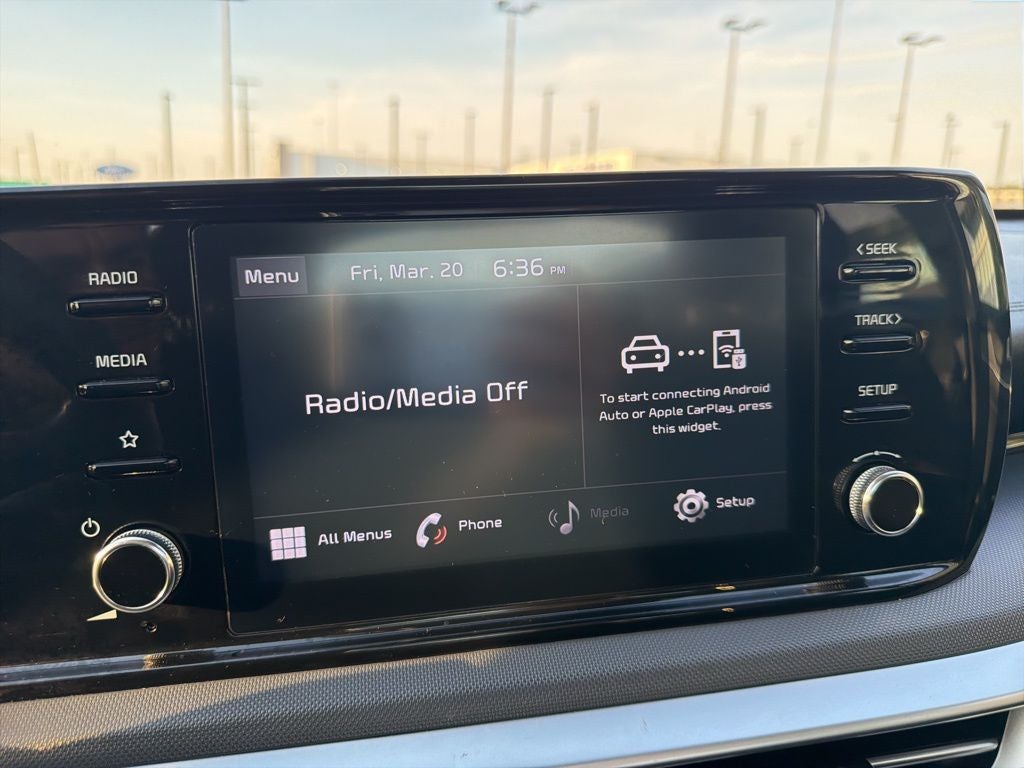 Ford
RADIO
MEDIA
Menu
Fri, Mar. 20
6:36 PM
Radio/Media Off
To start connecting Android
Auto or Apple CarPlay, press
this widget.
All Menus
Phone
Media
Setup
<SEEK
TRACK>
SETUP